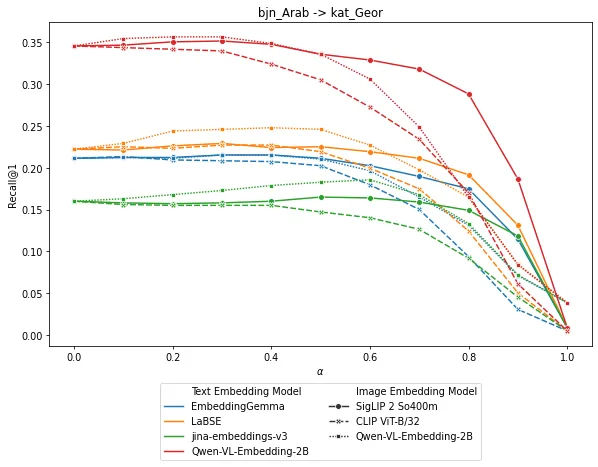 bjn_Arab -> kat_Geor
Recall@1
0.35
0.30
0.25
0.20
0.15
0.10
0.05
0.00
0.0 0.2 0.4 0.6 0.8 1.0
α
Text Embedding Model Image Embedding Model
EmbeddingGemma SigLIP 2 So400m
LaBSE CLIP ViT-B/32
jina-embeddings-v3 Qwen-VL-Embedding-2B
Qwen-VL-Embedding-2B